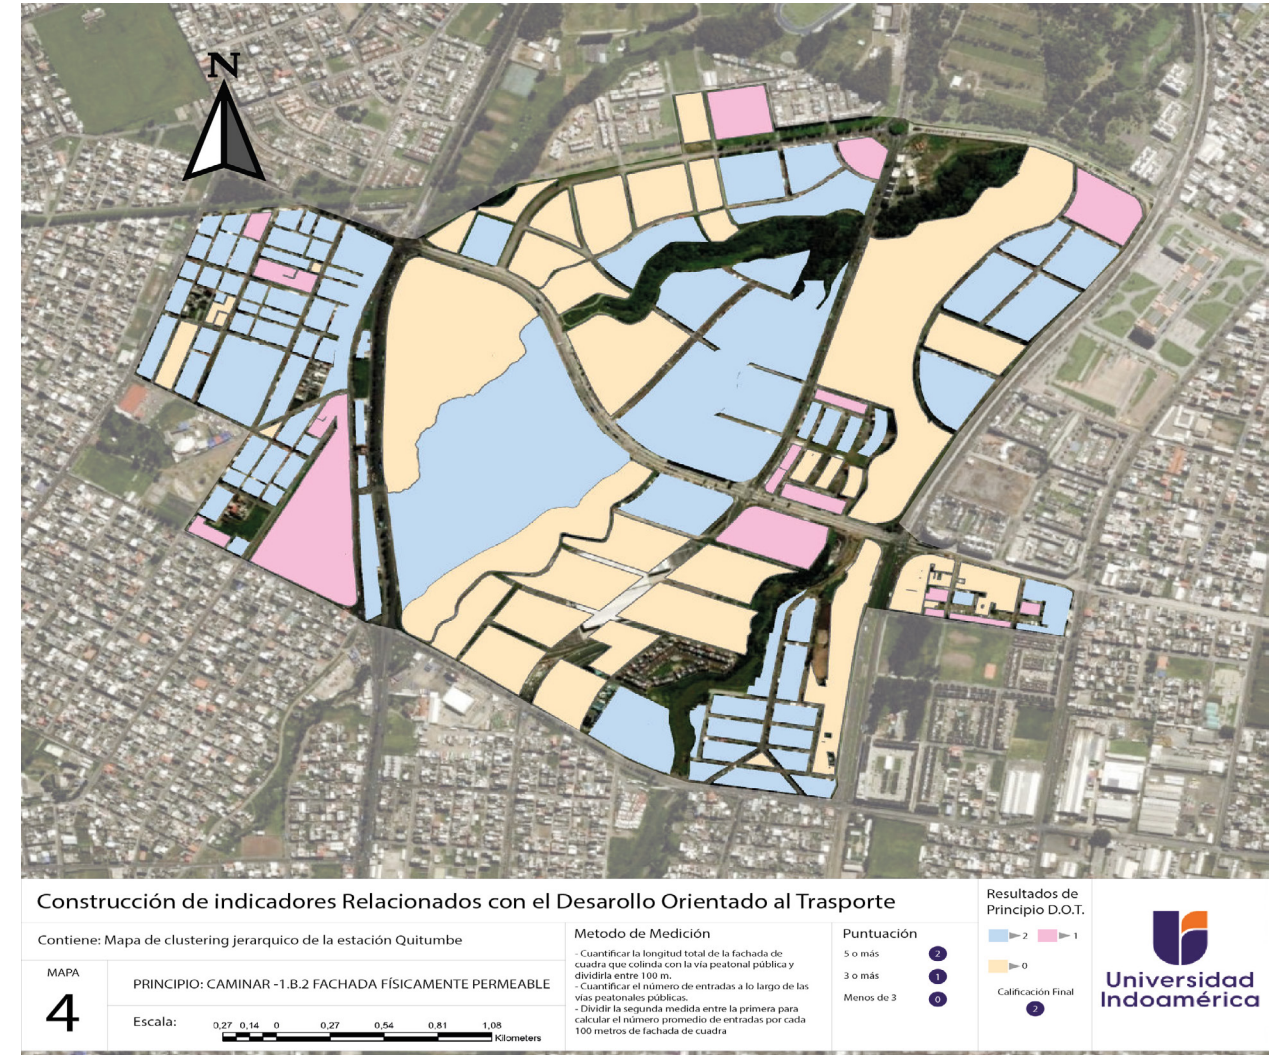 N
Construcción de indicadores Relacionados con el Desarollo Orientado al Trasporte
Contiene: Mapa de clustering jerarquico de la estación Quitumbe
MAPA
4
PRINCIPIO: CAMINAR -1.B.2 FACHADA FÍSICAMENTE PERMEABLE
Escala:
0,27 0,14 0 0,27 0,54 0,81 1,08
Kilometers
Metodo de Medición
- Cuantificar la longitud total de la fachada de
cuadra que colinda con la vía peatonal pública y
dividirla entre 100 m.
- Cuantificar el número de entradas a lo largo de las
vías peatonales públicas.
- Dividir la segunda medida entre la primera para
calcular el número promedio de entradas por cada
100 metros de fachada de cuadra
Puntuación
5 o más 2
3 o más 1
Menos de 3 0
Resultados de
Principio D.O.T.
2 1
0
Calificación Final
2
Universidad
Indoamérica